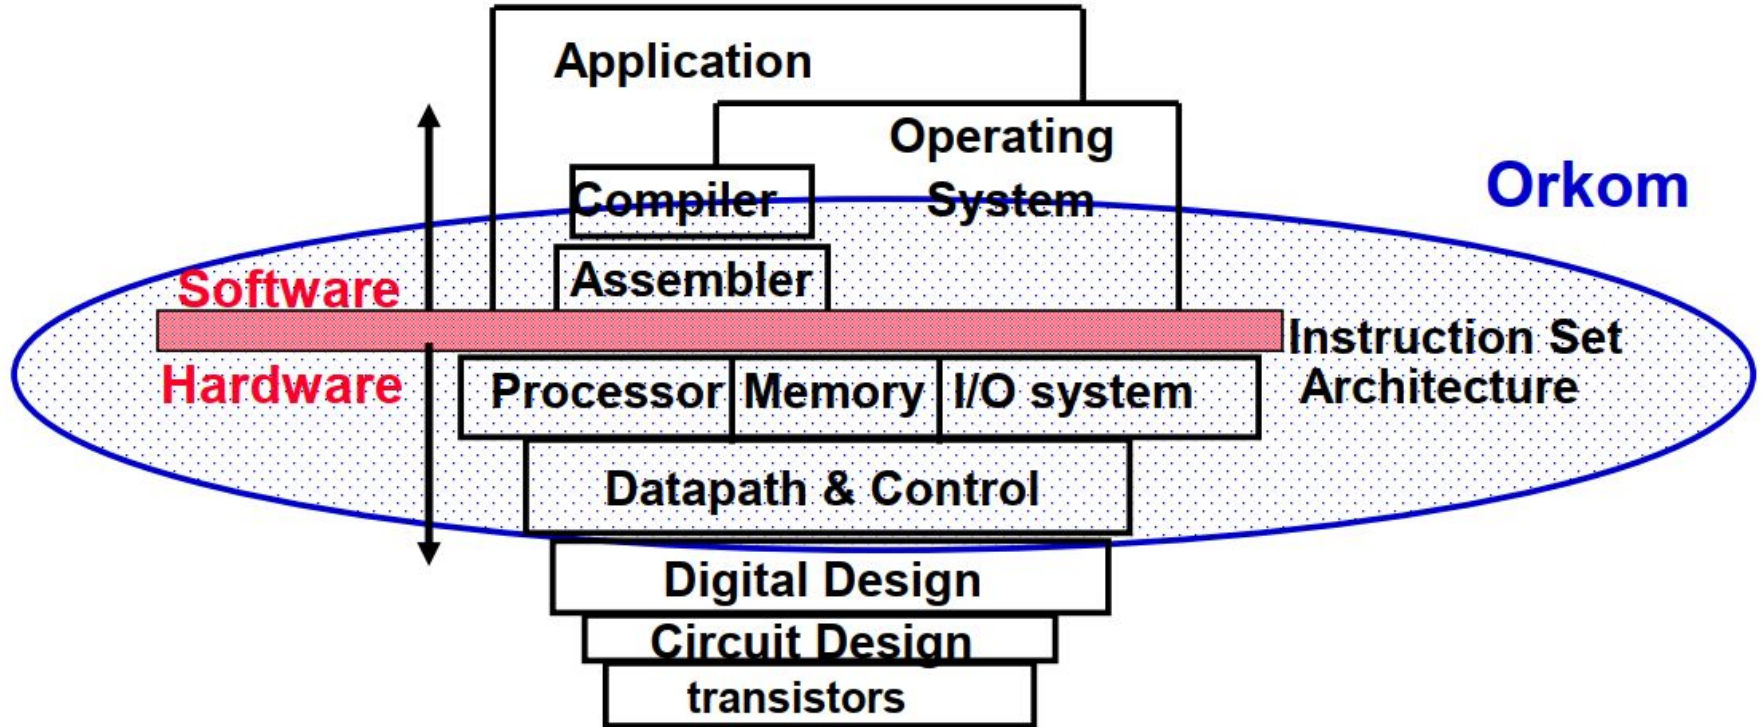 Application
Operating
System
Orkom
Compiler
Assembler
Software
Instruction Set
Architecture
Hardware
Processor
Memory
I/O system
Datapath & Control
Digital Design
Circuit Design
transistors